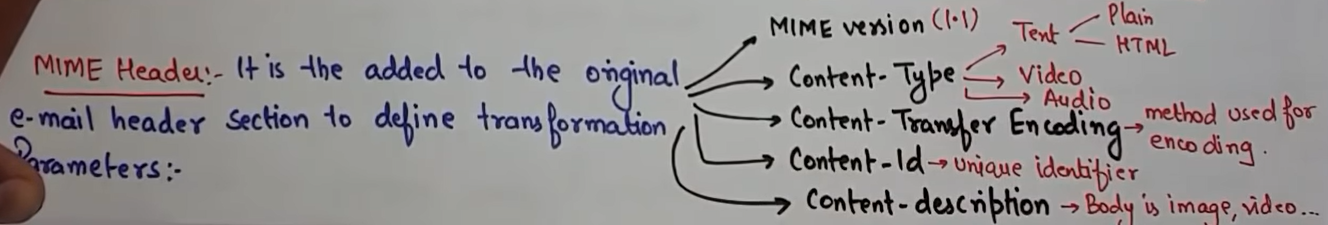 MIME Header:- It is the added to the original
e-mail header section to define transformation
Parameters:-
MIME version (1.1)
Content-Type
Text
Plain
HTML
Video
Audio
Content-Transfer Encoding → method used for
encoding.
Content-Id → unique identifier
Content-description → Body is image, video...